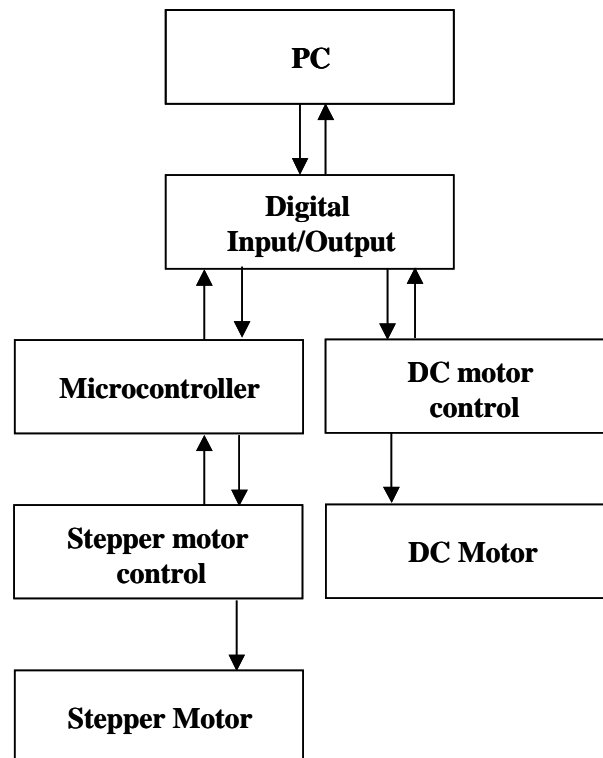 PC
Digital
Input/Output
Microcontroller
DC motor
control
Stepper motor
control
DC Motor
Stepper Motor